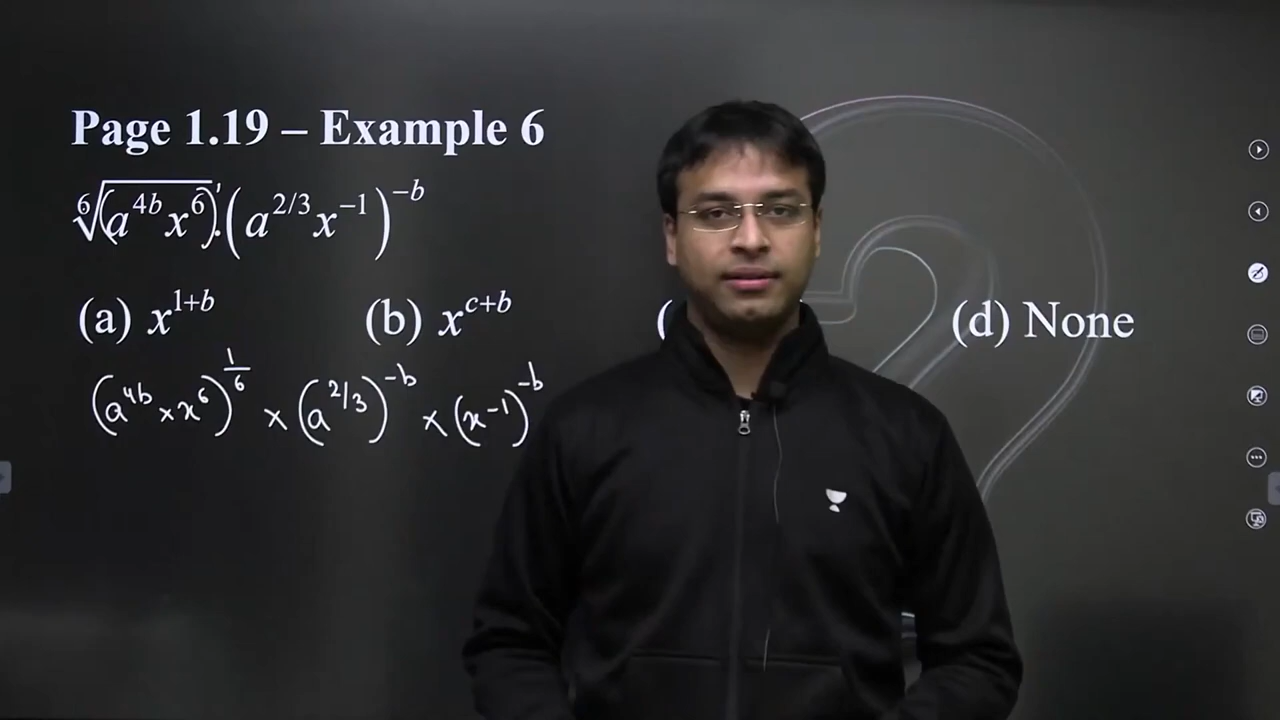 Page 1.19 – Example 6
⁶√(a^{4b} x^6) . (a^{2/3} x^{−1})^{−b}
(a) x^{1+b} (b) x^{c+b} ( (d) None
(a^{4b} × x^6)^{1/6} × (a^{2/3})^{−b} × (x−1)^{−b}